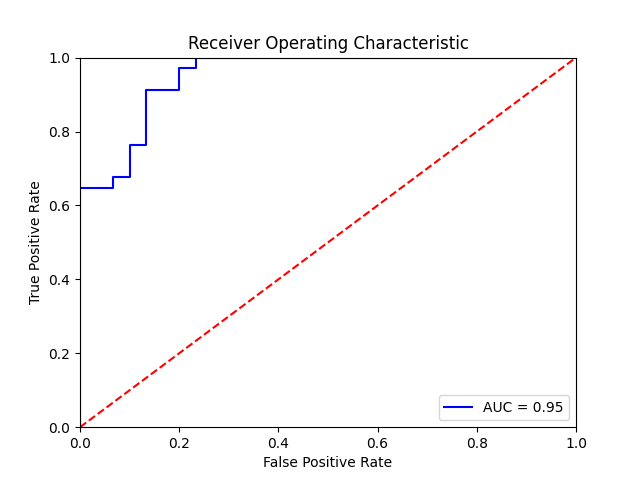 Receiver Operating Characteristic
True Positive Rate
1.0
0.8
0.6
0.4
0.2
0.0
0.0 0.2 0.4 0.6 0.8 1.0
False Positive Rate
AUC = 0.95